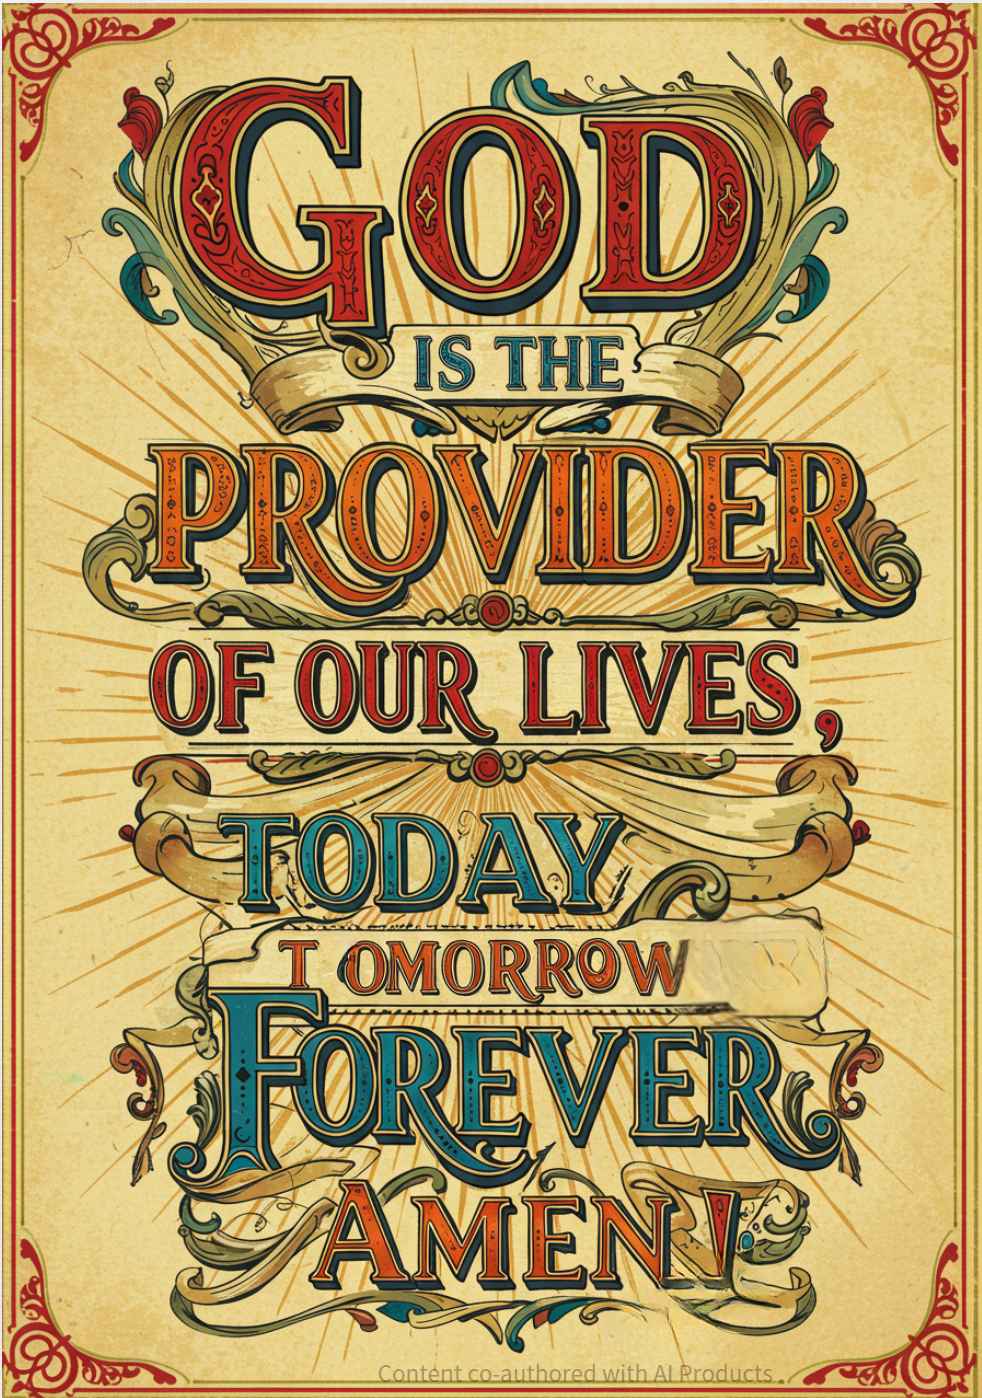 GOD
IS THE
PROVIDER
OF OUR LIVES,
TODAY
T OMORROW
FOREVER
AMEN!
Content co-authored with AI Products